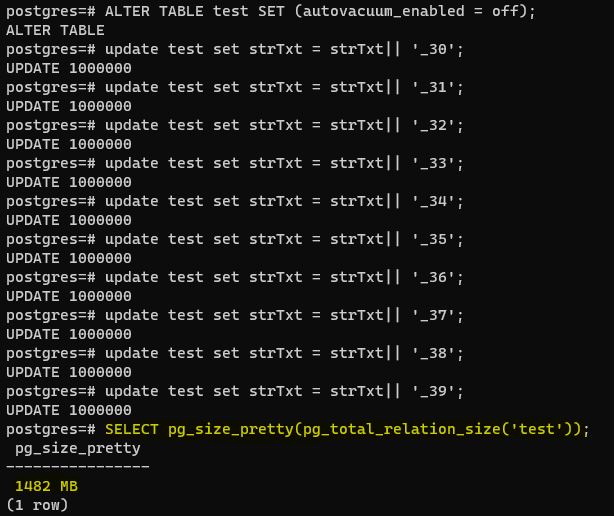 postgres=# ALTER TABLE test SET (autovacuum_enabled = off);
ALTER TABLE
postgres=# update test set strTxt = strTxt|| '_30';
UPDATE 1000000
postgres=# update test set strTxt = strTxt|| '_31';
UPDATE 1000000
postgres=# update test set strTxt = strTxt|| '_32';
UPDATE 1000000
postgres=# update test set strTxt = strTxt|| '_33';
UPDATE 1000000
postgres=# update test set strTxt = strTxt|| '_34';
UPDATE 1000000
postgres=# update test set strTxt = strTxt|| '_35';
UPDATE 1000000
postgres=# update test set strTxt = strTxt|| '_36';
UPDATE 1000000
postgres=# update test set strTxt = strTxt|| '_37';
UPDATE 1000000
postgres=# update test set strTxt = strTxt|| '_38';
UPDATE 1000000
postgres=# update test set strTxt = strTxt|| '_39';
UPDATE 1000000
postgres=# SELECT pg_size_pretty(pg_total_relation_size('test'));
 pg_size_pretty
----------------
 1482 MB
(1 row)